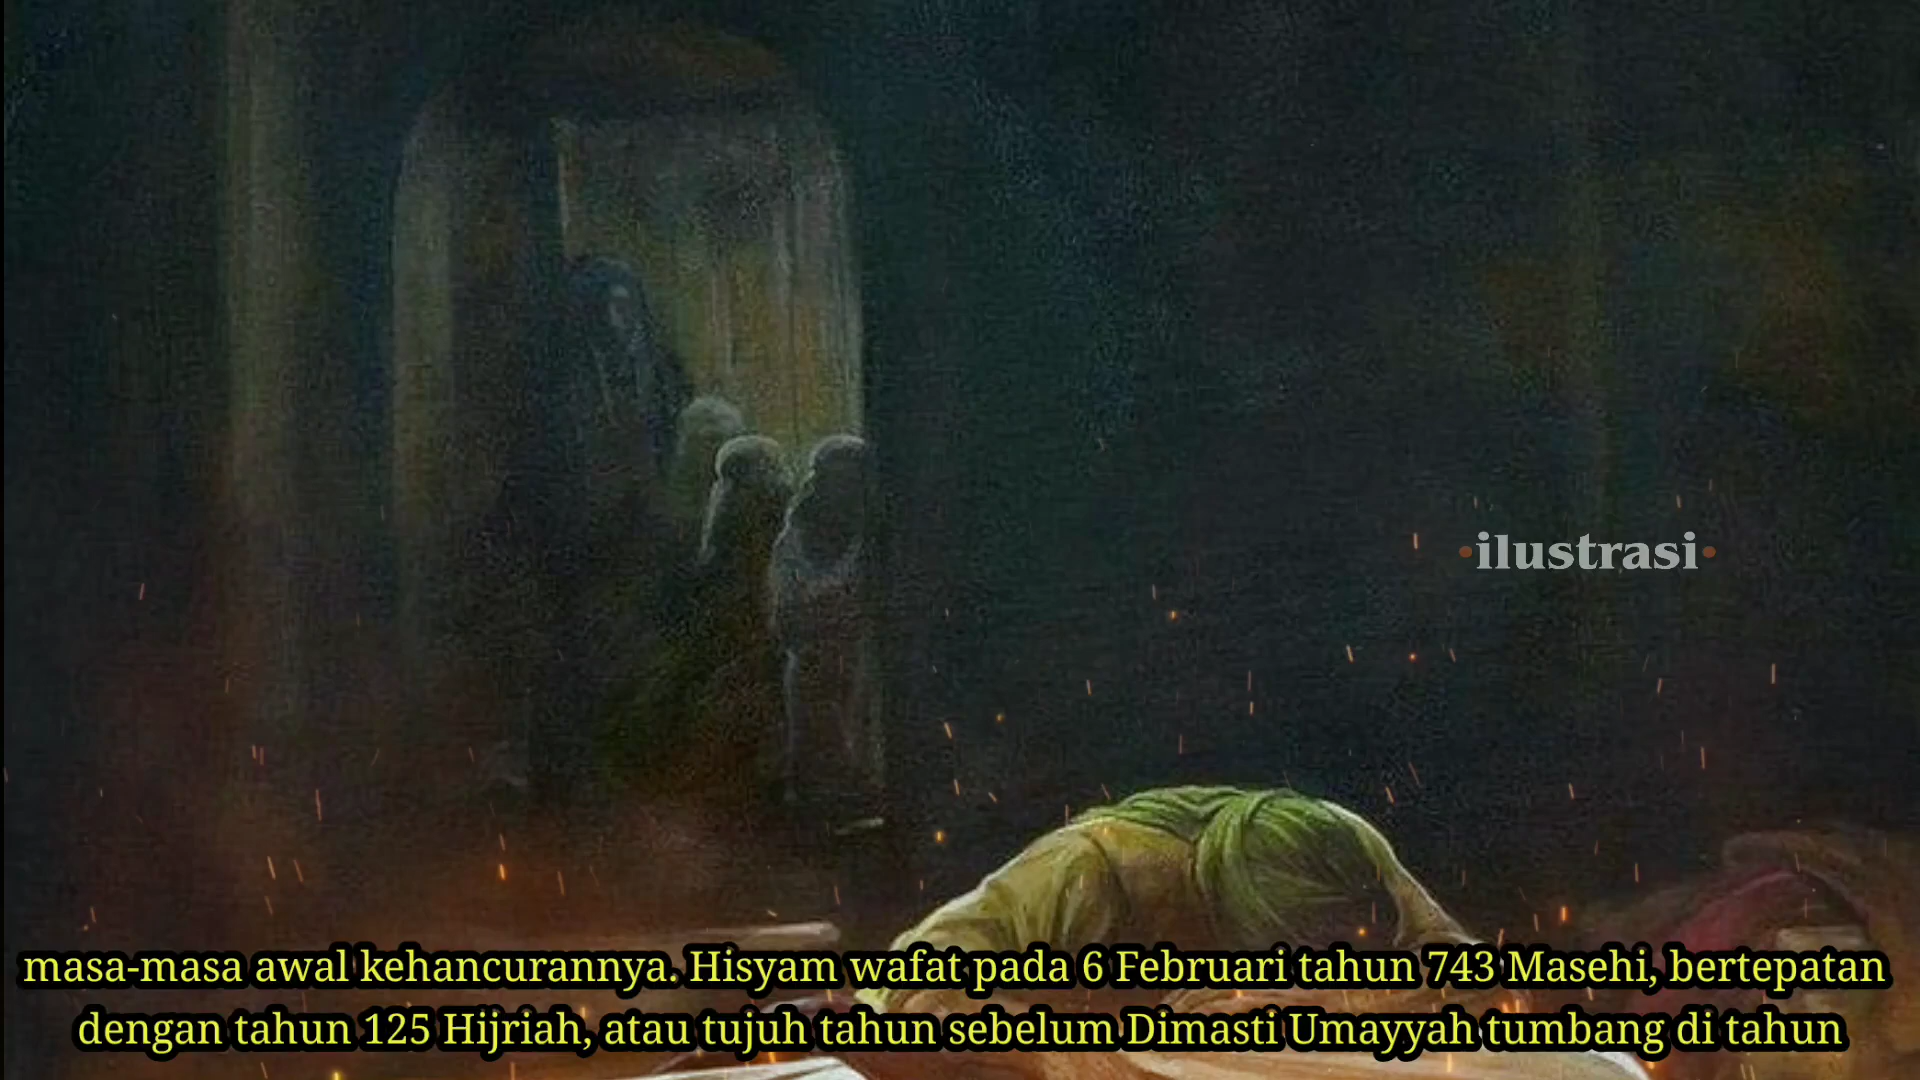 •ilustrasi•
masa-masa awal kehancurannya. Hisyam wafat pada 6 Februari tahun 743 Masehi, bertepatan
dengan tahun 125 Hijriah, atau tujuh tahun sebelum Dimasti Umayyah tumbang di tahun